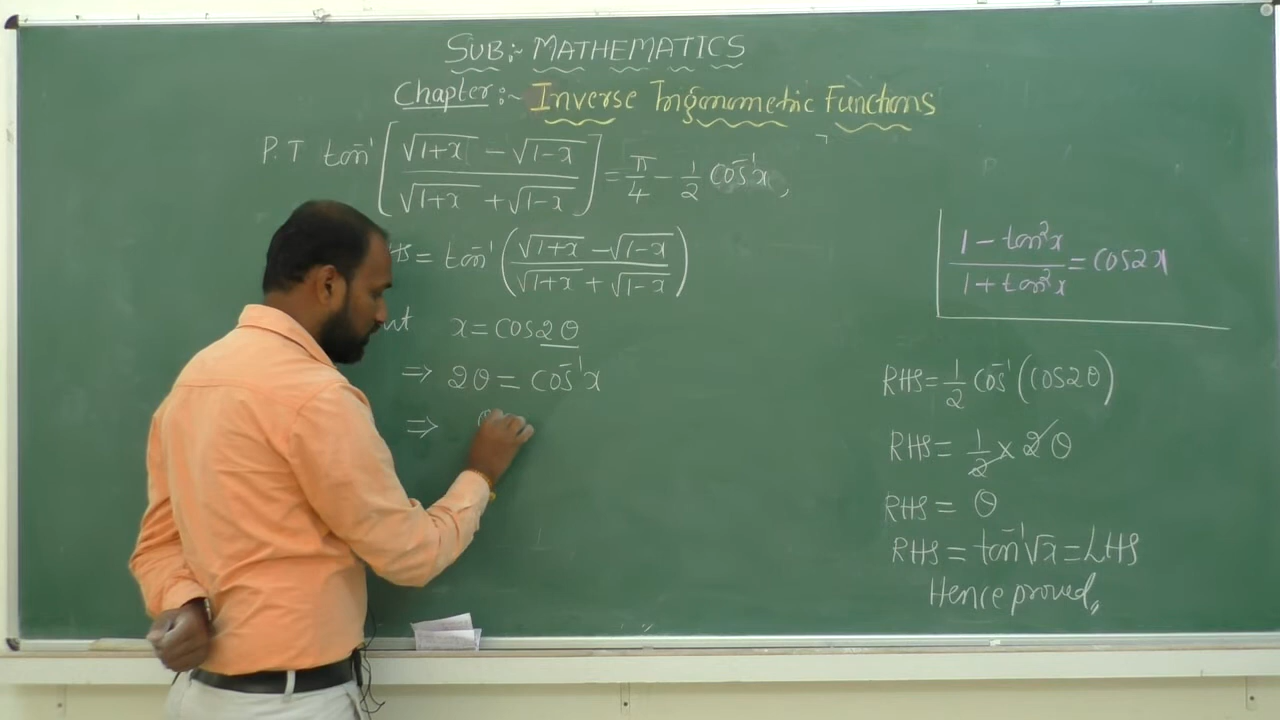 SUB:- MATHEMATICS
Chapter:- Inverse Trigonometric Functions
P.T tan⁻¹[(√1+x − √1−x)/(√1+x + √1−x)] = π/4 − 1/2 cos⁻¹x,
= tan⁻¹((√1+x − √1−x)/(√1+x + √1−x))
x = cos2θ
⇒ 2θ = cos⁻¹x
⇒
(1 − tan²x)/(1 + tan²x) = cos2x
RHS = 1/2 cos⁻¹(cos2θ)
RHS = 1/2 × 2θ
RHS = θ
RHS = tan⁻¹√x = LHS
Hence proved,,